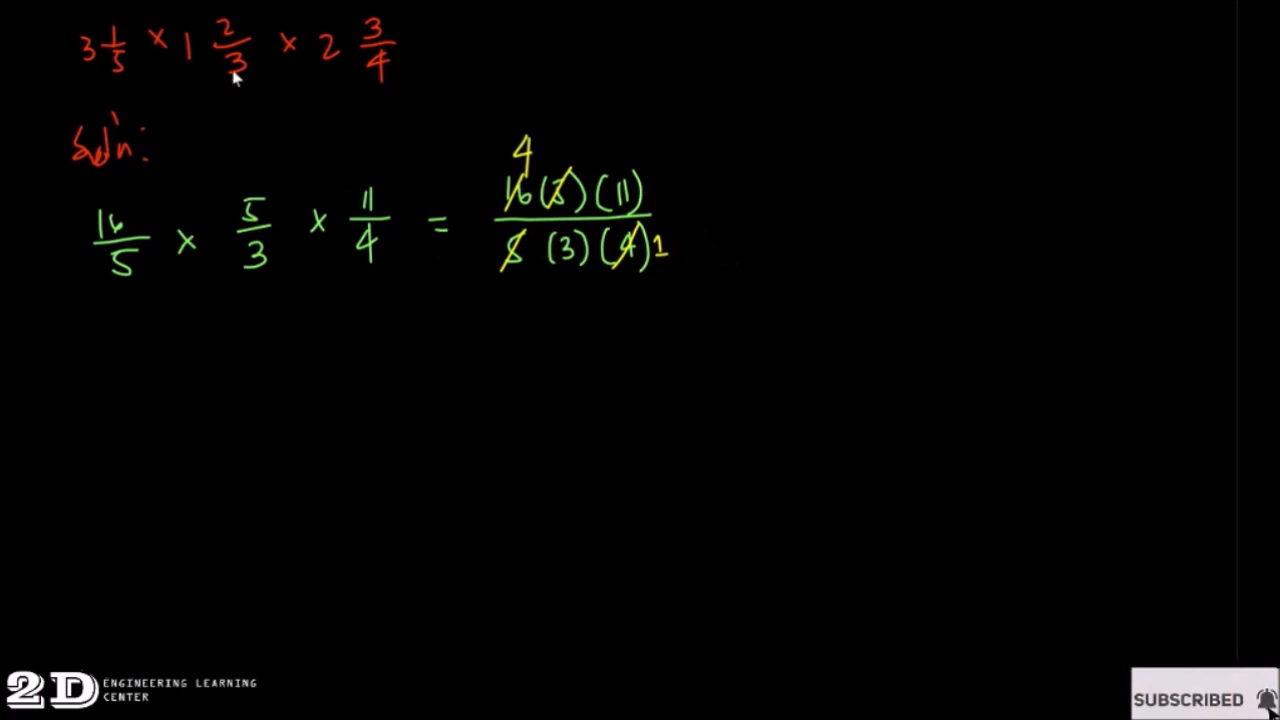 3 1/5 × 1 2/3 × 2 3/4
Sol'n:
16/5 × 5/3 × 11/4 = 16(5)(11) / 5(3)(4)
4
1
2D ENGINEERING LEARNING
CENTER
SUBSCRIBED